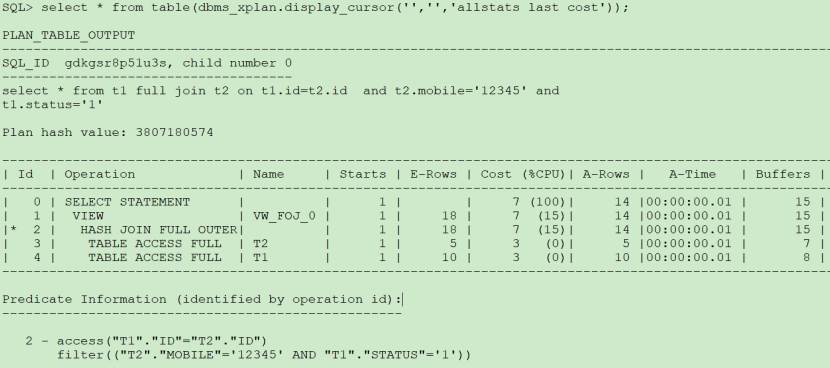 SQL> select * from table(dbms_xplan.display_cursor('','','allstats last cost'));
PLAN_TABLE_OUTPUT
--------------------------------------------------------------------------------------------------------------------
SQL_ID  gdkgsr8p51u3s, child number 0
-------------------------------------
select * from t1 full join t2 on t1.id=t2.id  and t2.mobile='12345' and
t1.status='1'
Plan hash value: 3807180574
--------------------------------------------------------------------------------------------------------------------
| Id  | Operation             | Name     | Starts | E-Rows | Cost (%CPU)| A-Rows |   A-Time   | Buffers |
--------------------------------------------------------------------------------------------------------------------
|   0 | SELECT STATEMENT      |          |      1 |        |     7 (100)|     14 |00:00:00.01 |      15 |
|   1 |  VIEW                 | VW_FOJ_0 |      1 |     18 |     7  (15)|     14 |00:00:00.01 |      15 |
|*  2 |   HASH JOIN FULL OUTER|          |      1 |     18 |     7  (15)|     14 |00:00:00.01 |      15 |
|   3 |    TABLE ACCESS FULL  | T2       |      1 |      5 |     3   (0)|      5 |00:00:00.01 |       7 |
|   4 |    TABLE ACCESS FULL  | T1       |      1 |     10 |     3   (0)|     10 |00:00:00.01 |       8 |
--------------------------------------------------------------------------------------------------------------------
Predicate Information (identified by operation id):
---------------------------------------------------
2 - access("T1"."ID"="T2"."ID")
filter(("T2"."MOBILE"='12345' AND "T1"."STATUS"='1'))